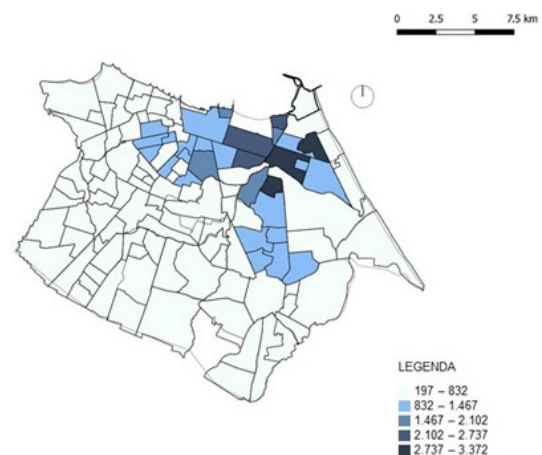 0 2.5 5 7.5 km
LEGENDA
197 – 832
832 – 1.467
1.467 – 2.102
2.102 – 2.737
2.737 – 3.372